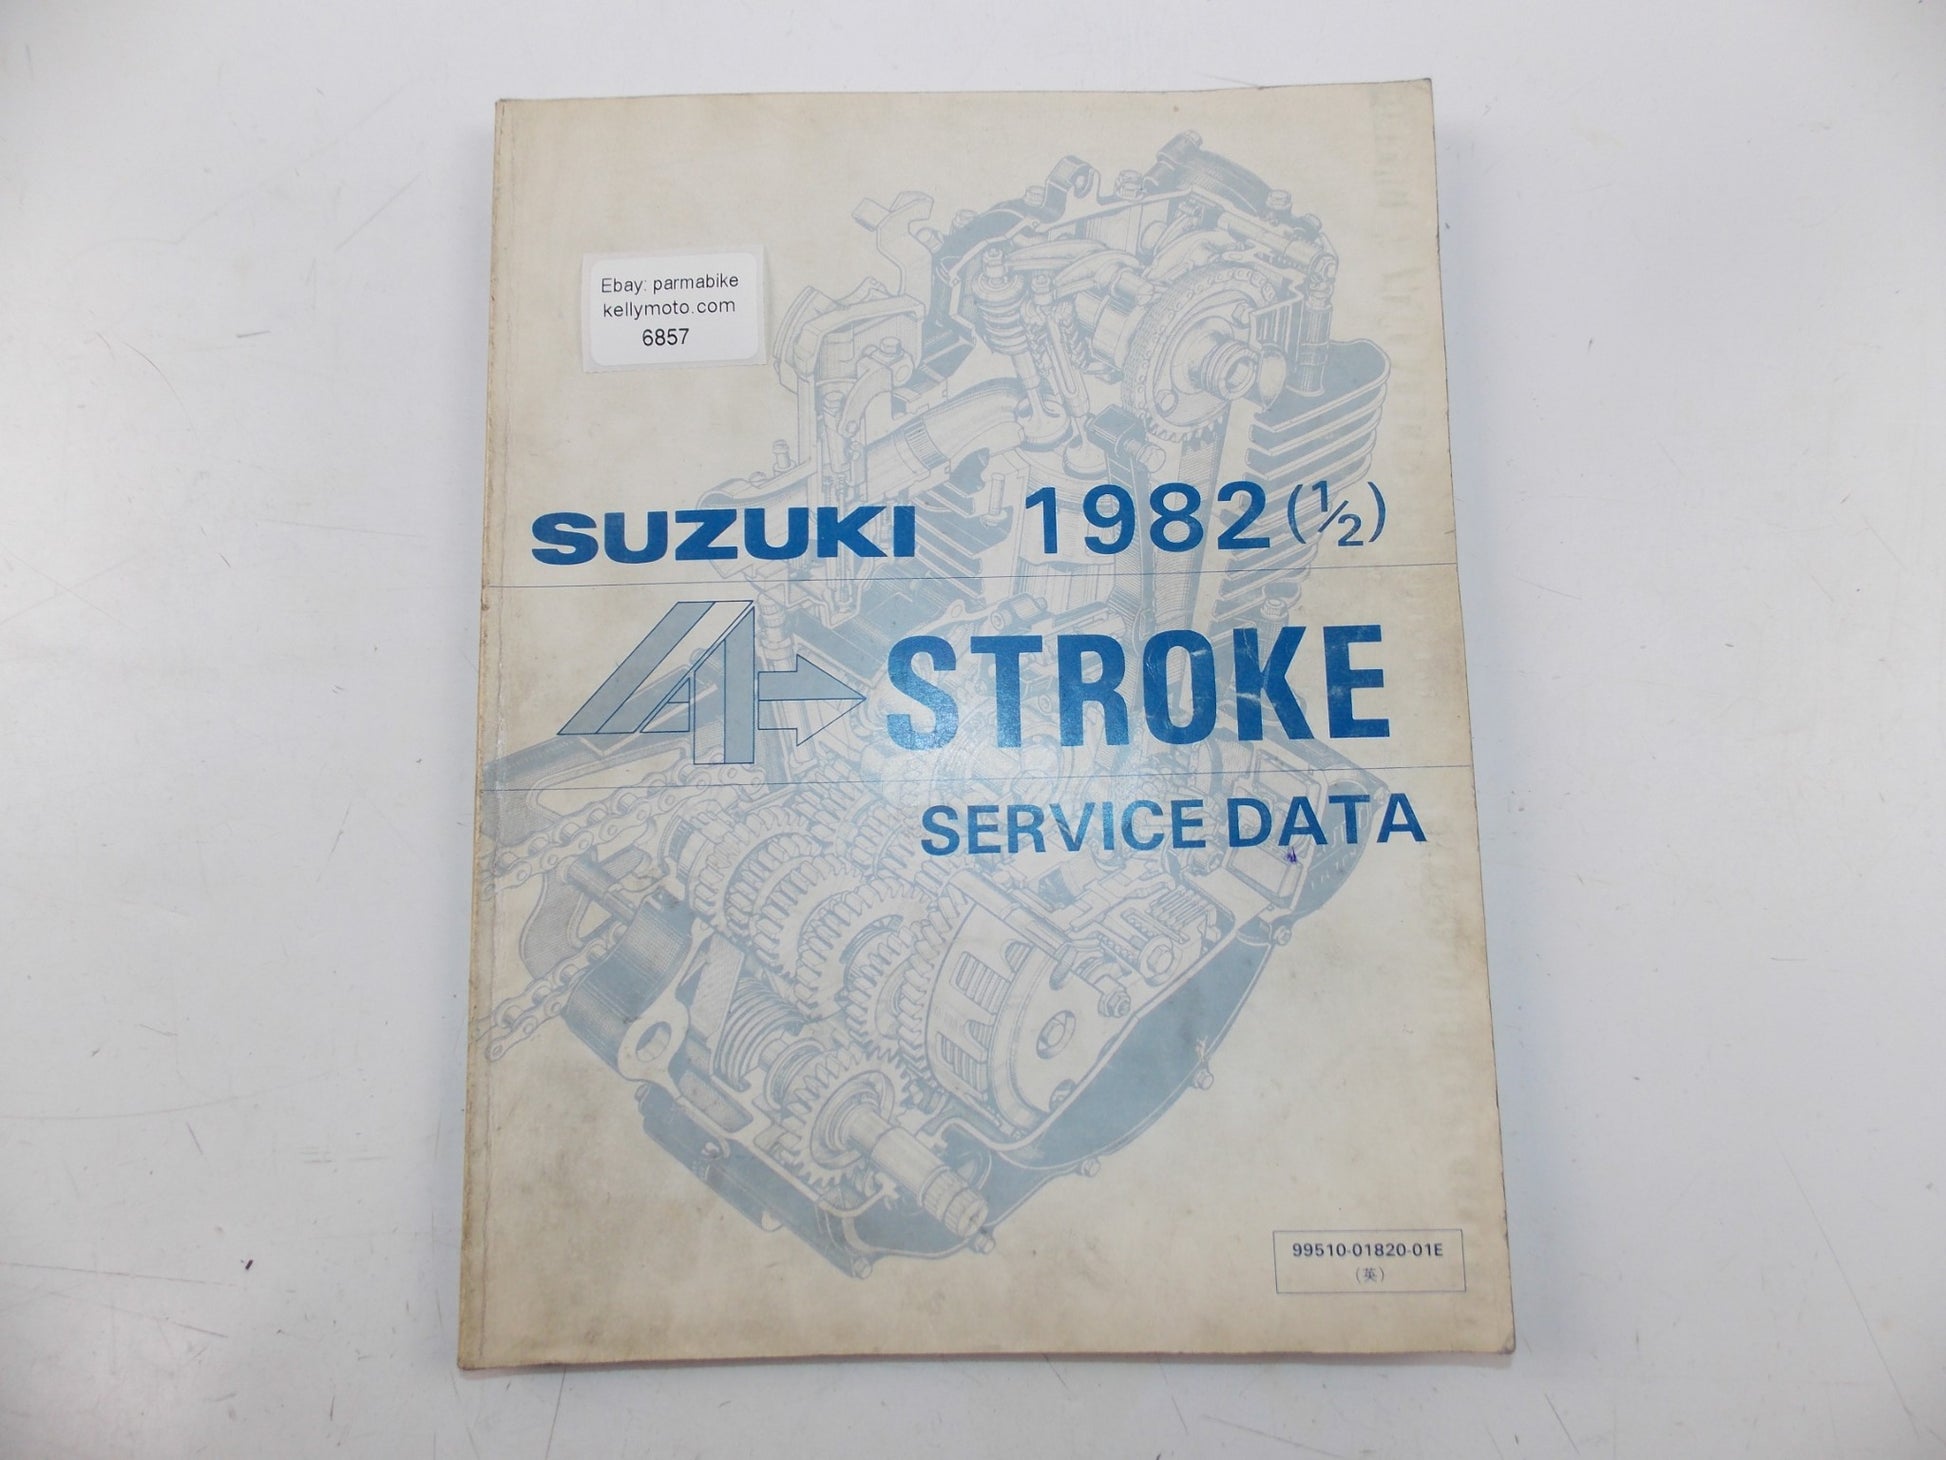 Ebay: parmabike
kellymoto.com
6857
SUZUKI 1982 (1/2)
4 STROKE
SERVICE DATA
99510-01820-01E
(英)